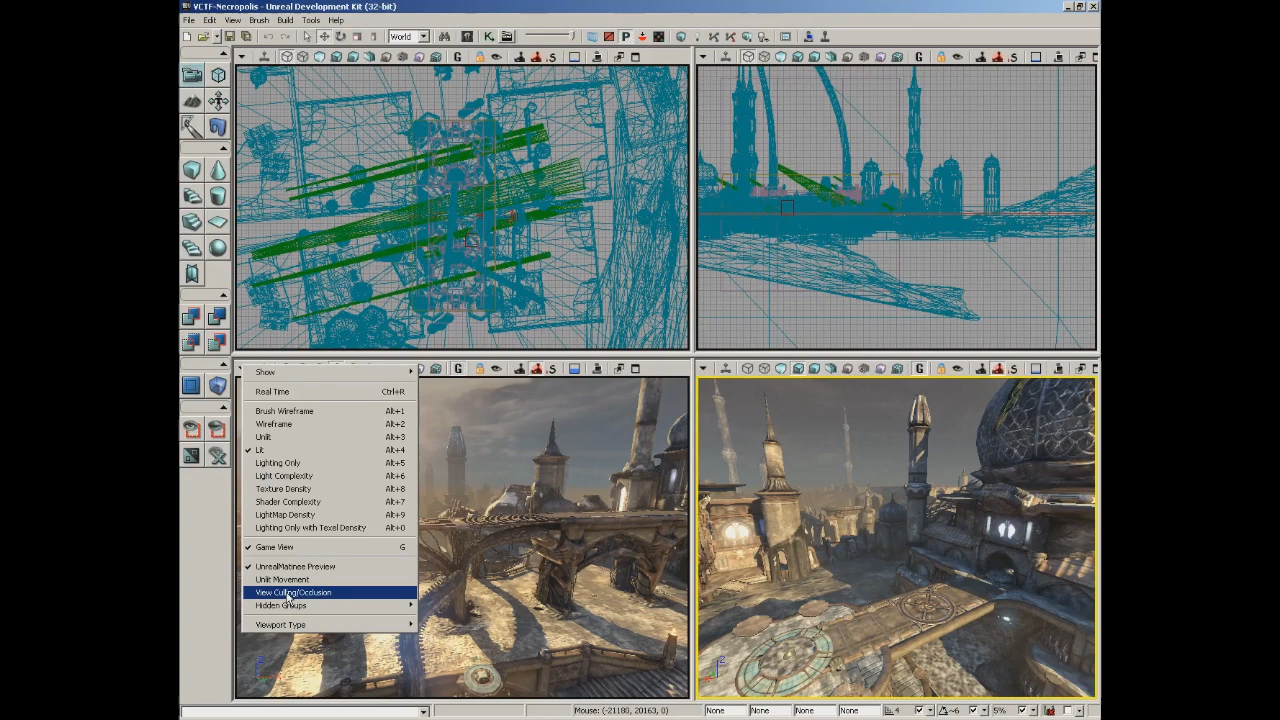 VCTF-Necropolis - Unreal Development Kit (32-bit)
File Edit View Brush Build Tools Help
World
G S
G S
G S
G S
Show
Real Time Ctrl+R
Brush Wireframe Alt+1
Wireframe Alt+2
Unlit Alt+3
Lit Alt+4
Lighting Only Alt+5
Light Complexity Alt+6
Texture Density Alt+8
Shader Complexity Alt+7
LightMap Density Alt+9
Lighting Only with Texel Density Alt+0
Game View G
UnrealMatinee Preview
Unlit Movement
View Culling/Occlusion
Hidden Groups
Viewport Type
Mouse: (-21180, 20163, 0) None None None None 4 ~6 5%